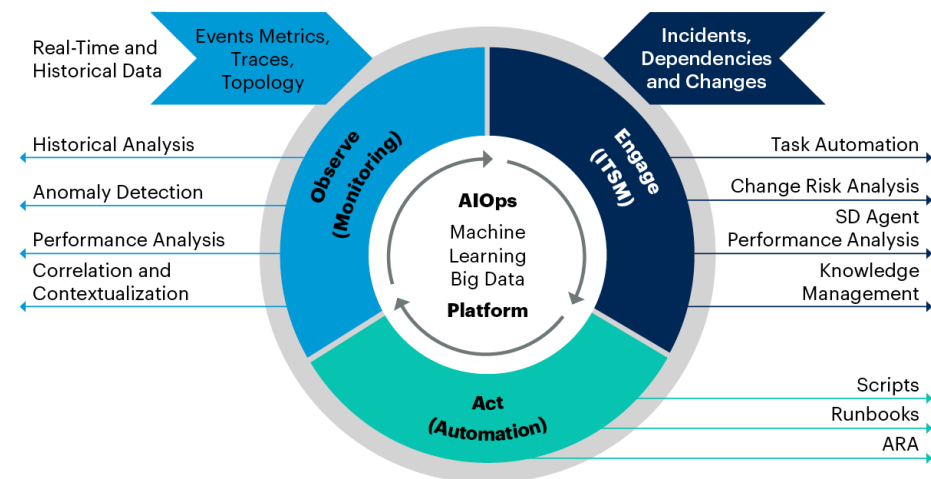 Real-Time and
Historical Data
Events Metrics,
Traces,
Topology
Incidents,
Dependencies
and Changes
Historical Analysis
Anomaly Detection
Performance Analysis
Correlation and
Contextualization
Observe
(Monitoring)
AIOps
Machine
Learning
Big Data
Platform
Engage
(ITSM)
Task Automation
Change Risk Analysis
SD Agent
Performance Analysis
Knowledge
Management
Act
(Automation)
Scripts
Runbooks
ARA